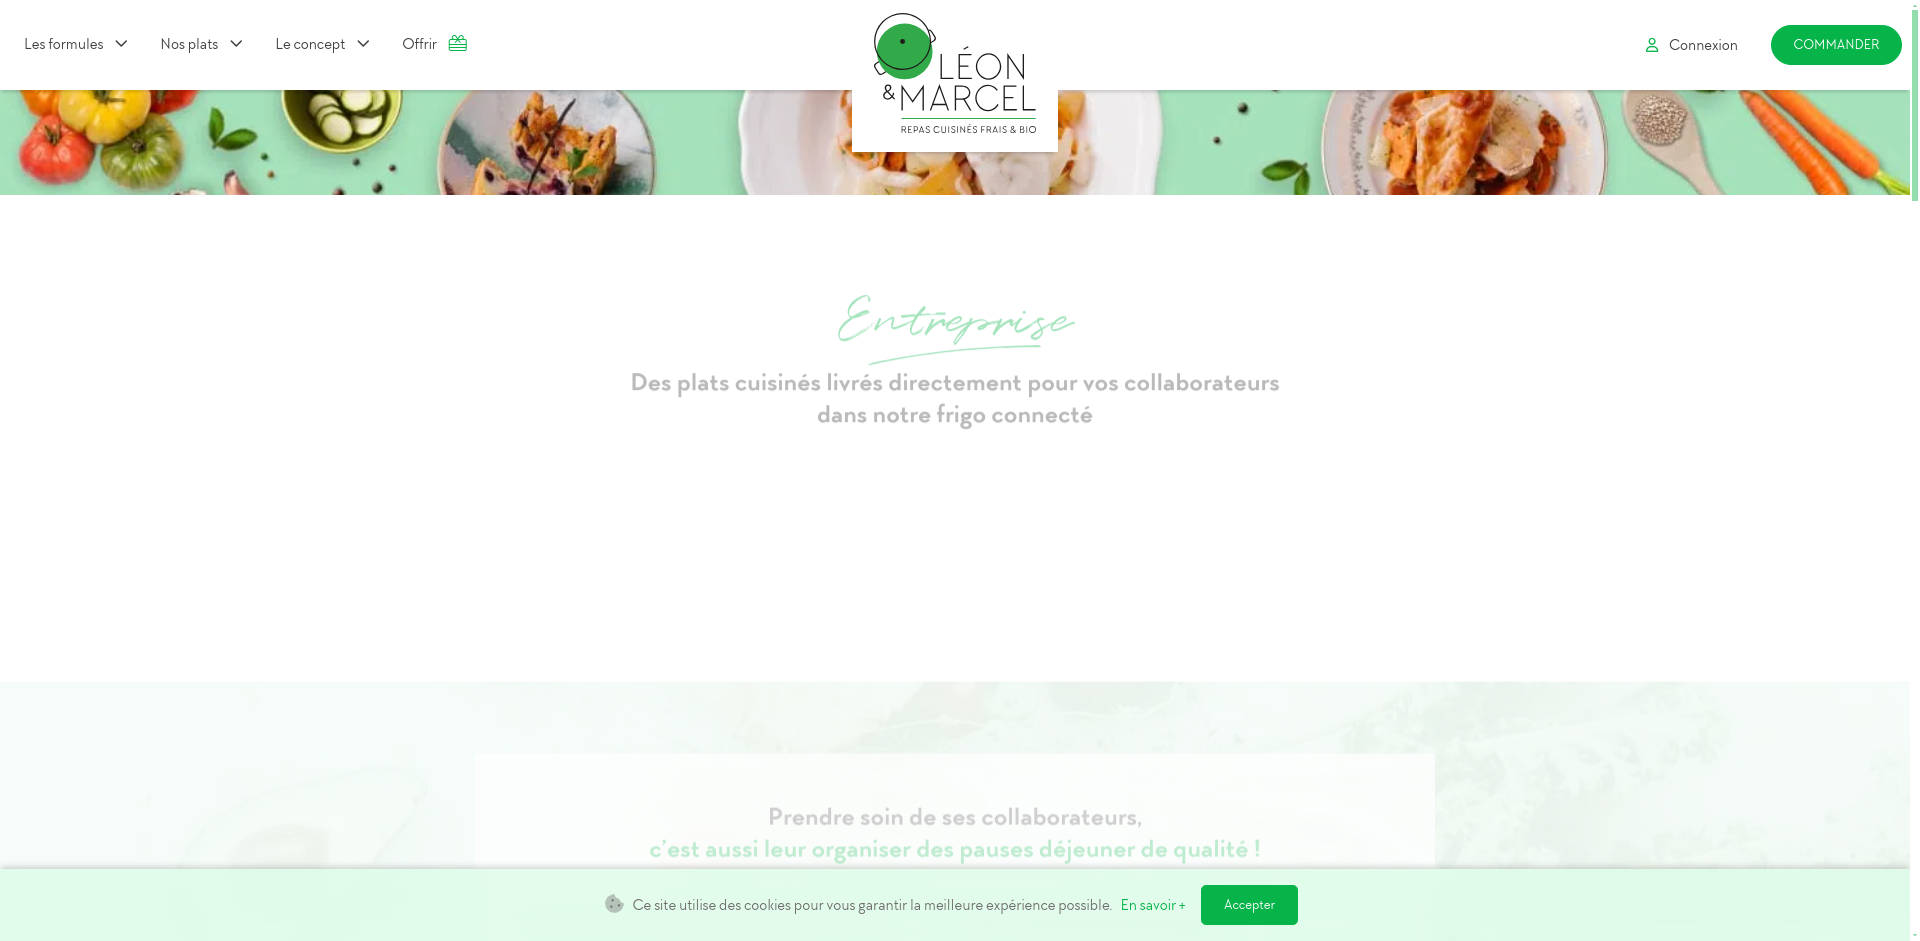 Les formules
Nos plats
Le concept
Offrir
LÉON
& MARCEL
REPAS CUISINÉS FRAIS & BIO
Connexion
COMMANDER
Entreprise
Des plats cuisinés livrés directement pour vos collaborateurs
dans notre frigo connecté
Prendre soin de ses collaborateurs,
c’est aussi leur organiser des pauses déjeuner de qualité !
Ce site utilise des cookies pour vous garantir la meilleure expérience possible. En savoir + Accepter